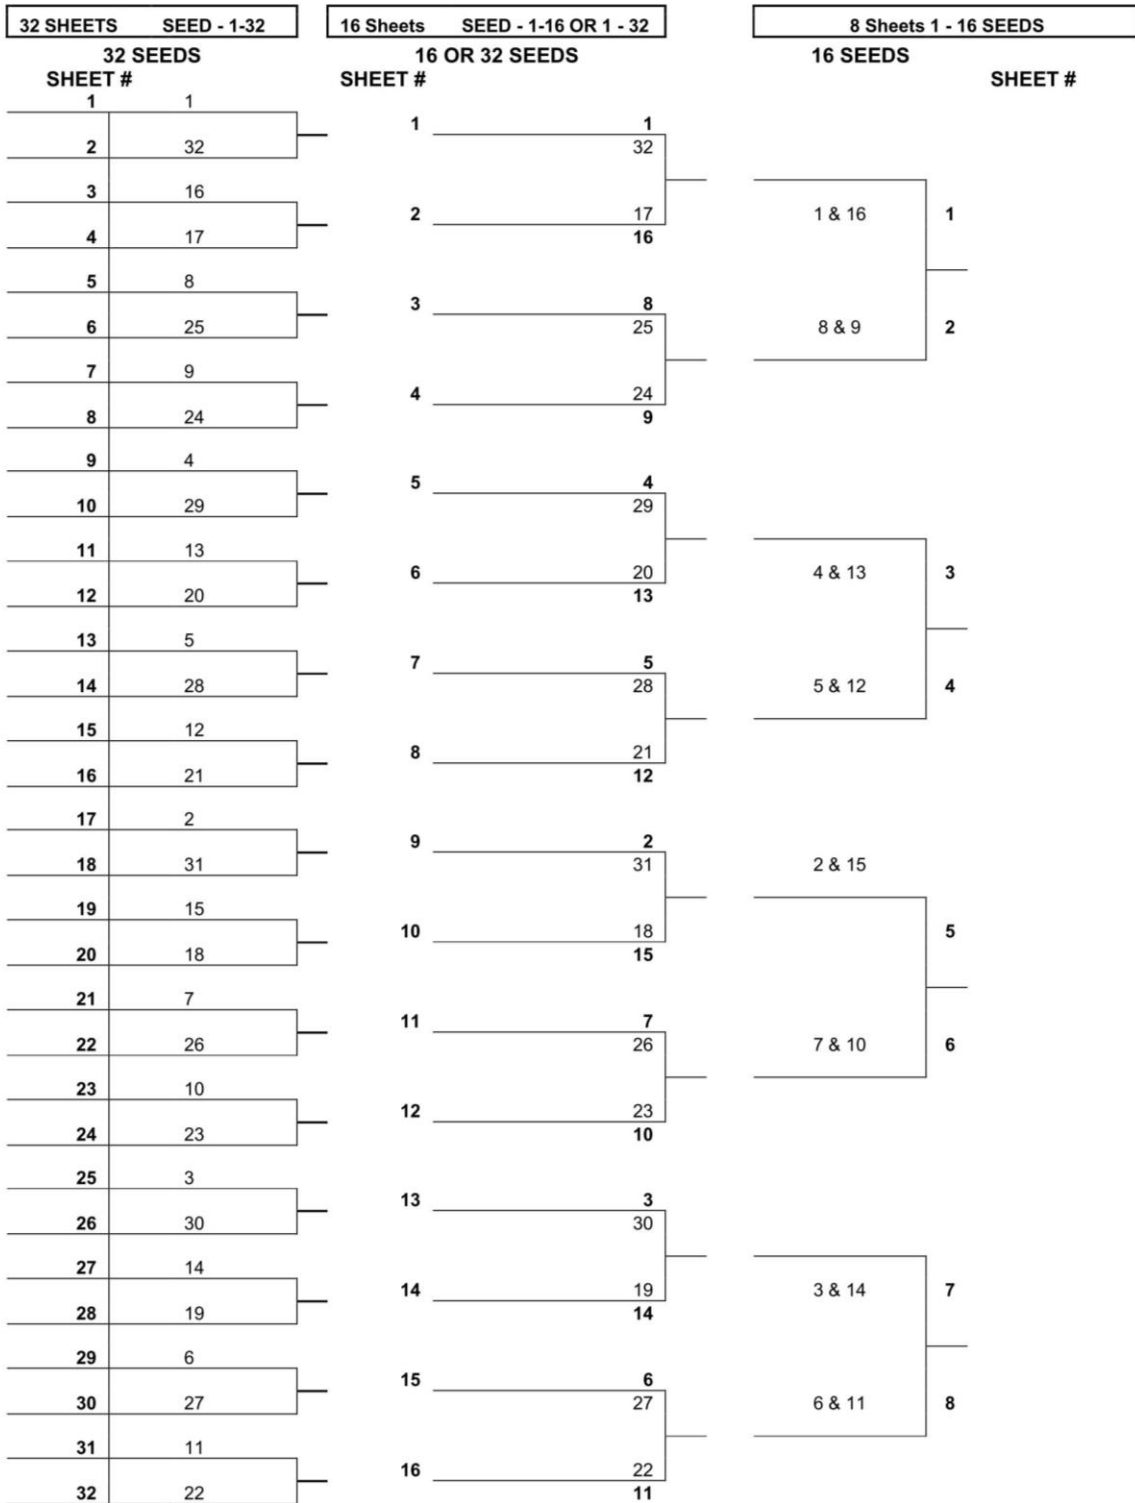 32 SHEETS SEED - 1-32 16 Sheets SEED - 1-16 OR 1 - 32 8 Sheets 1 - 16 SEEDS
32 SEEDS 16 OR 32 SEEDS 16 SEEDS
SHEET # SHEET # SHEET #
1 1
1 1
2 32 32
3 16
2 17 1 & 16 1
4 17 16
5 8
3 8
6 25 25 8 & 9 2
7 9
4 24
8 24 9
9 4
5 4
10 29 29
11 13
6 20 4 & 13 3
12 20 13
13 5
7 5
14 28 28 5 & 12 4
15 12
8 21
16 21 12
17 2
9 2
18 31 31 2 & 15
19 15
10 18 5
20 18 15
21 7
11 7
22 26 26 7 & 10 6
23 10
12 23
24 23 10
25 3
13 3
26 30 30
27 14
14 19 3 & 14 7
28 19 14
29 6
15 6
30 27 27 6 & 11 8
31 11
16 22
32 22 11